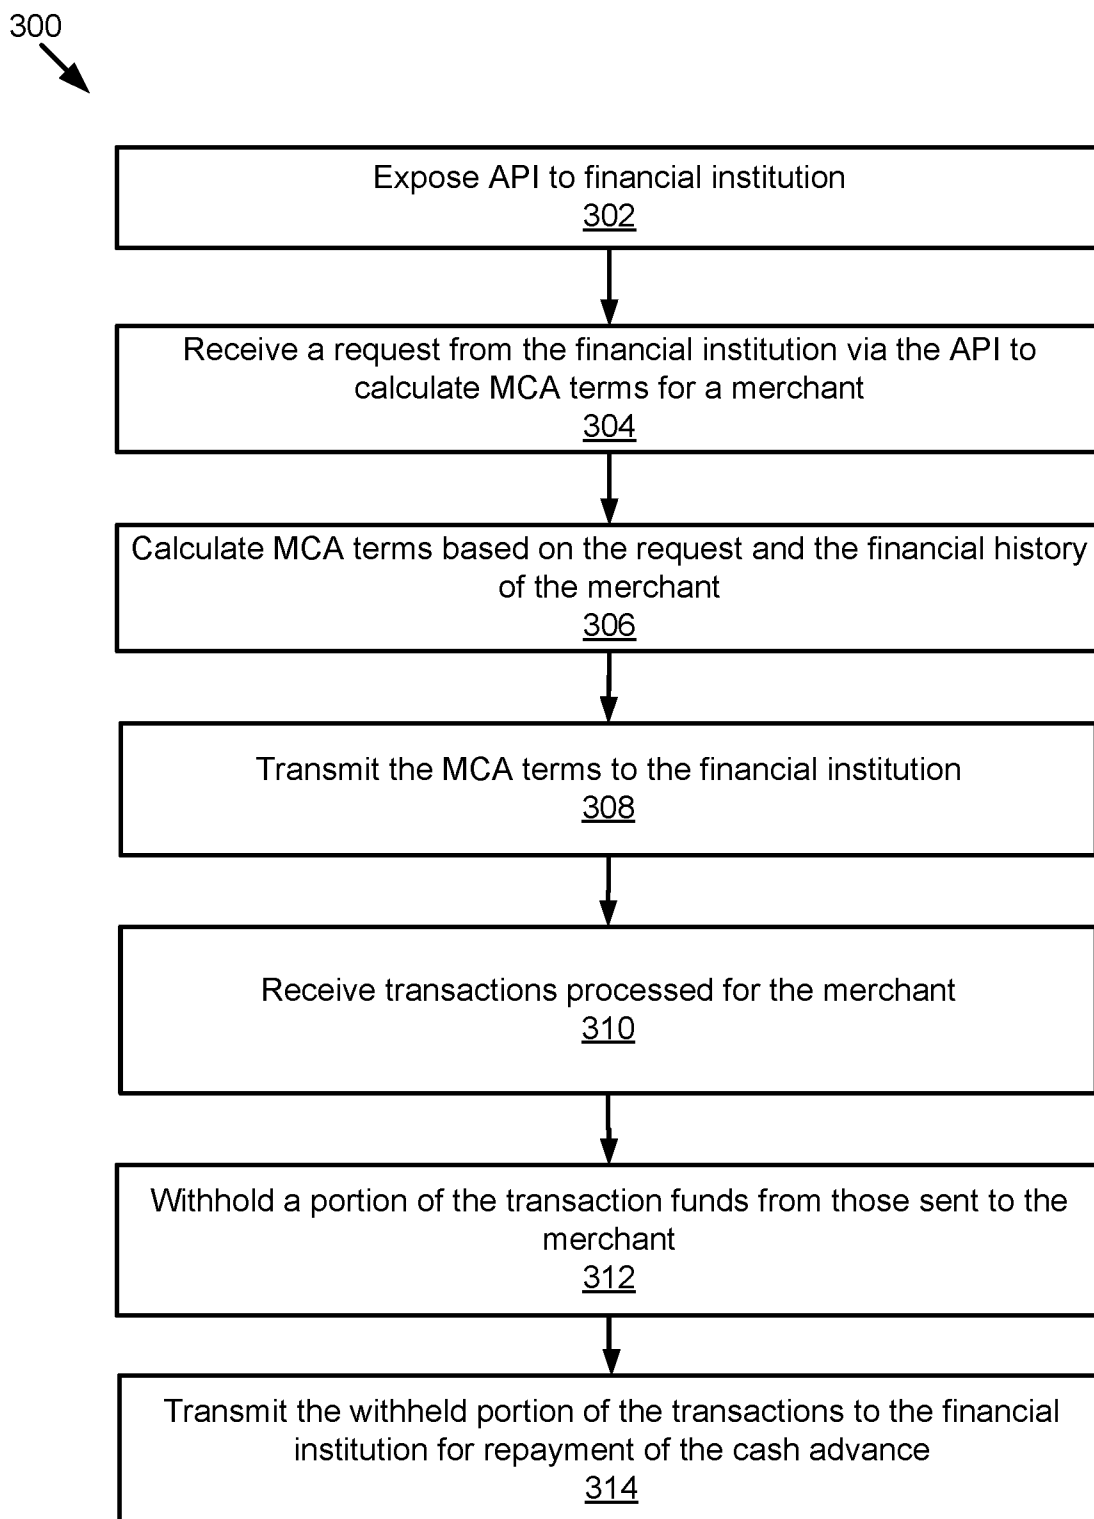 300
Expose API to financial institution
302
Receive a request from the financial institution via the API to
calculate MCA terms for a merchant
304
Calculate MCA terms based on the request and the financial history
of the merchant
306
Transmit the MCA terms to the financial institution
308
Receive transactions processed for the merchant
310
Withhold a portion of the transaction funds from those sent to the
merchant
312
Transmit the withheld portion of the transactions to the financial
institution for repayment of the cash advance
314